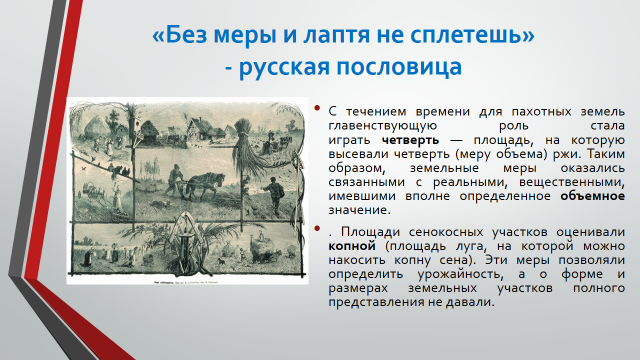 «Без меры и лаптя не сплетешь»
- русская пословица
С течением времени для пахотных земель
главенствующую роль стала
играть четверть — площадь, на которую
высевали четверть (меру объема) ржи. Таким
образом, земельные меры оказались
связанными с реальными, вещественными,
имевшими вполне определенное объемное
значение.
. Площади сенокосных участков оценивали
копной (площадь луга, на которой можно
накосить копну сена). Эти меры позволяли
определить урожайность, а о форме и
размерах земельных участков полного
представления не давали.